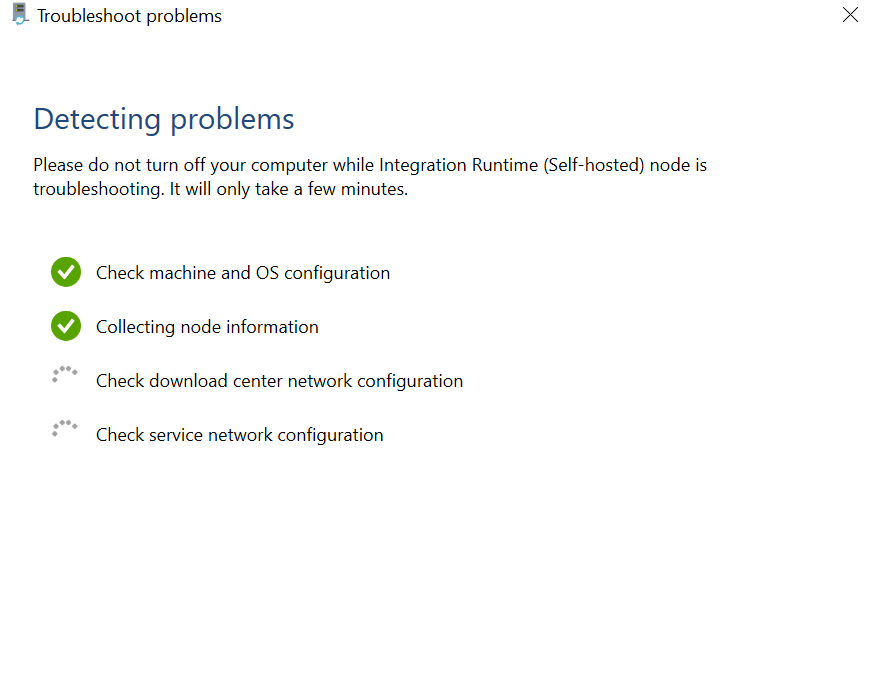 Troubleshoot problems
Detecting problems
Please do not turn off your computer while Integration Runtime (Self-hosted) node is
troubleshooting. It will only take a few minutes.
Check machine and OS configuration
Collecting node information
Check download center network configuration
Check service network configuration